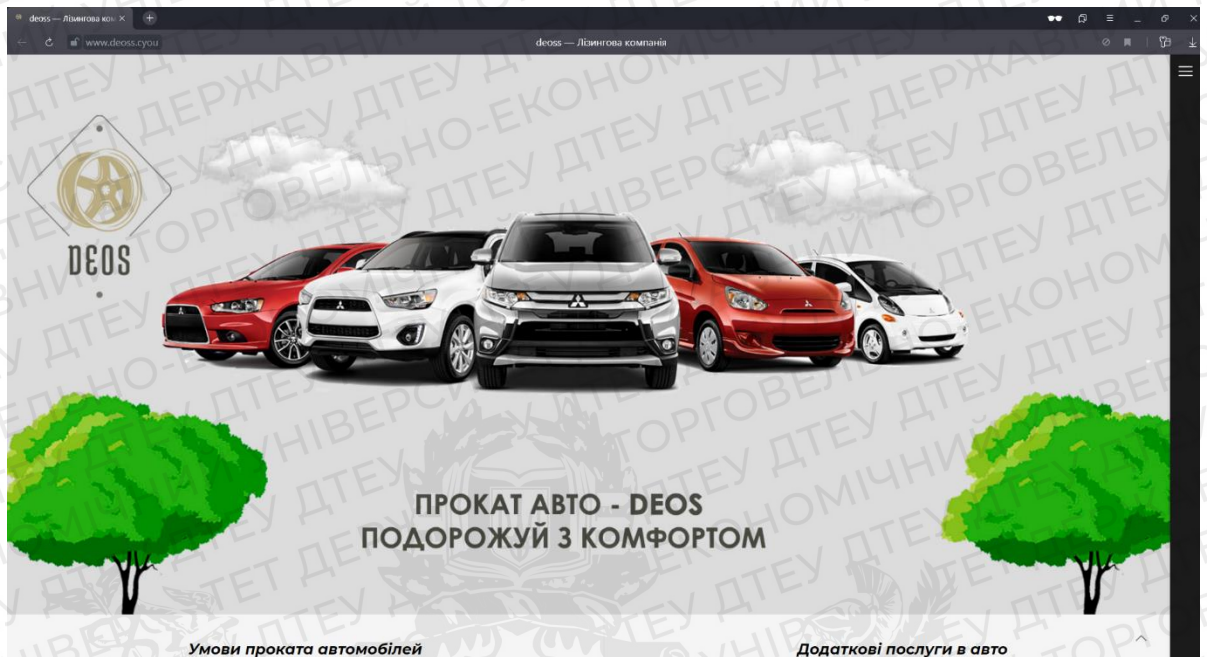 deoss — Лізингова ком
www.deoss.cyou
deoss — Лізингова компанія
DEOS
ПРОКАТ АВТО - DEOS
ПОДОРОЖУЙ З КОМФОРТОМ
Умови проката автомобілей
Додаткові послуги в авто